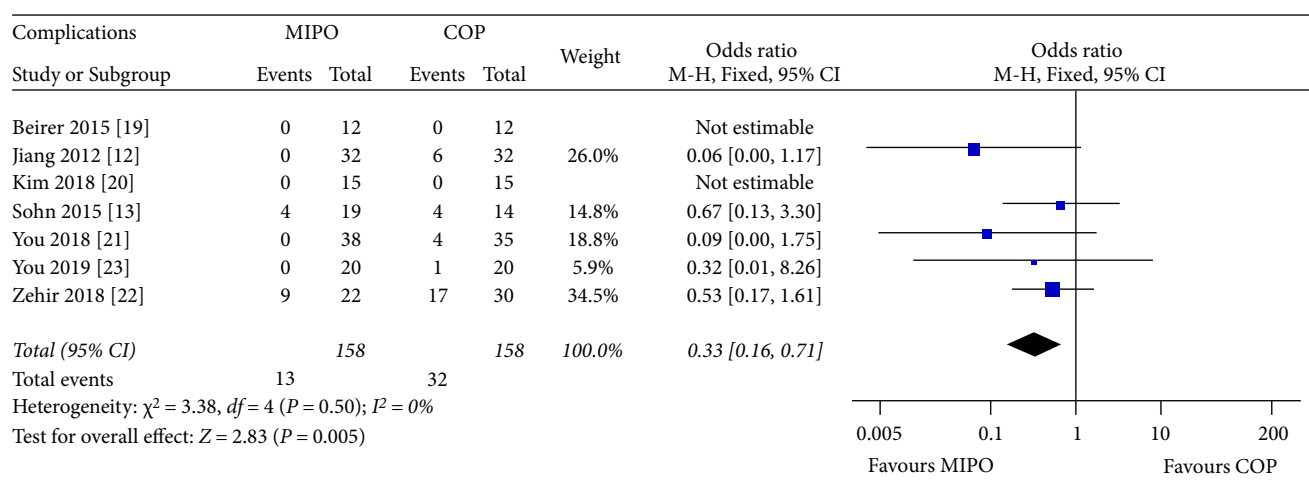 Complications MIPO COP Weight Odds ratio Odds ratio
Study or Subgroup Events Total Events Total M-H, Fixed, 95% CI M-H, Fixed, 95% CI
Beirer 2015 [19] 0 12 0 12 Not estimable
Jiang 2012 [12] 0 32 6 32 26.0% 0.06 [0.00, 1.17]
Kim 2018 [20] 0 15 0 15 Not estimable
Sohn 2015 [13] 4 19 4 14 14.8% 0.67 [0.13, 3.30]
You 2018 [21] 0 38 4 35 18.8% 0.09 [0.00, 1.75]
You 2019 [23] 0 20 1 20 5.9% 0.32 [0.01, 8.26]
Zehir 2018 [22] 9 22 17 30 34.5% 0.53 [0.17, 1.61]
Total (95% CI) 158 158 100.0% 0.33 [0.16, 0.71]
Total events 13 32
Heterogeneity: χ² = 3.38, df = 4 (P = 0.50); I² = 0%
Test for overall effect: Z = 2.83 (P = 0.005)
0.005 0.1 1 10 200
Favours MIPO Favours COP